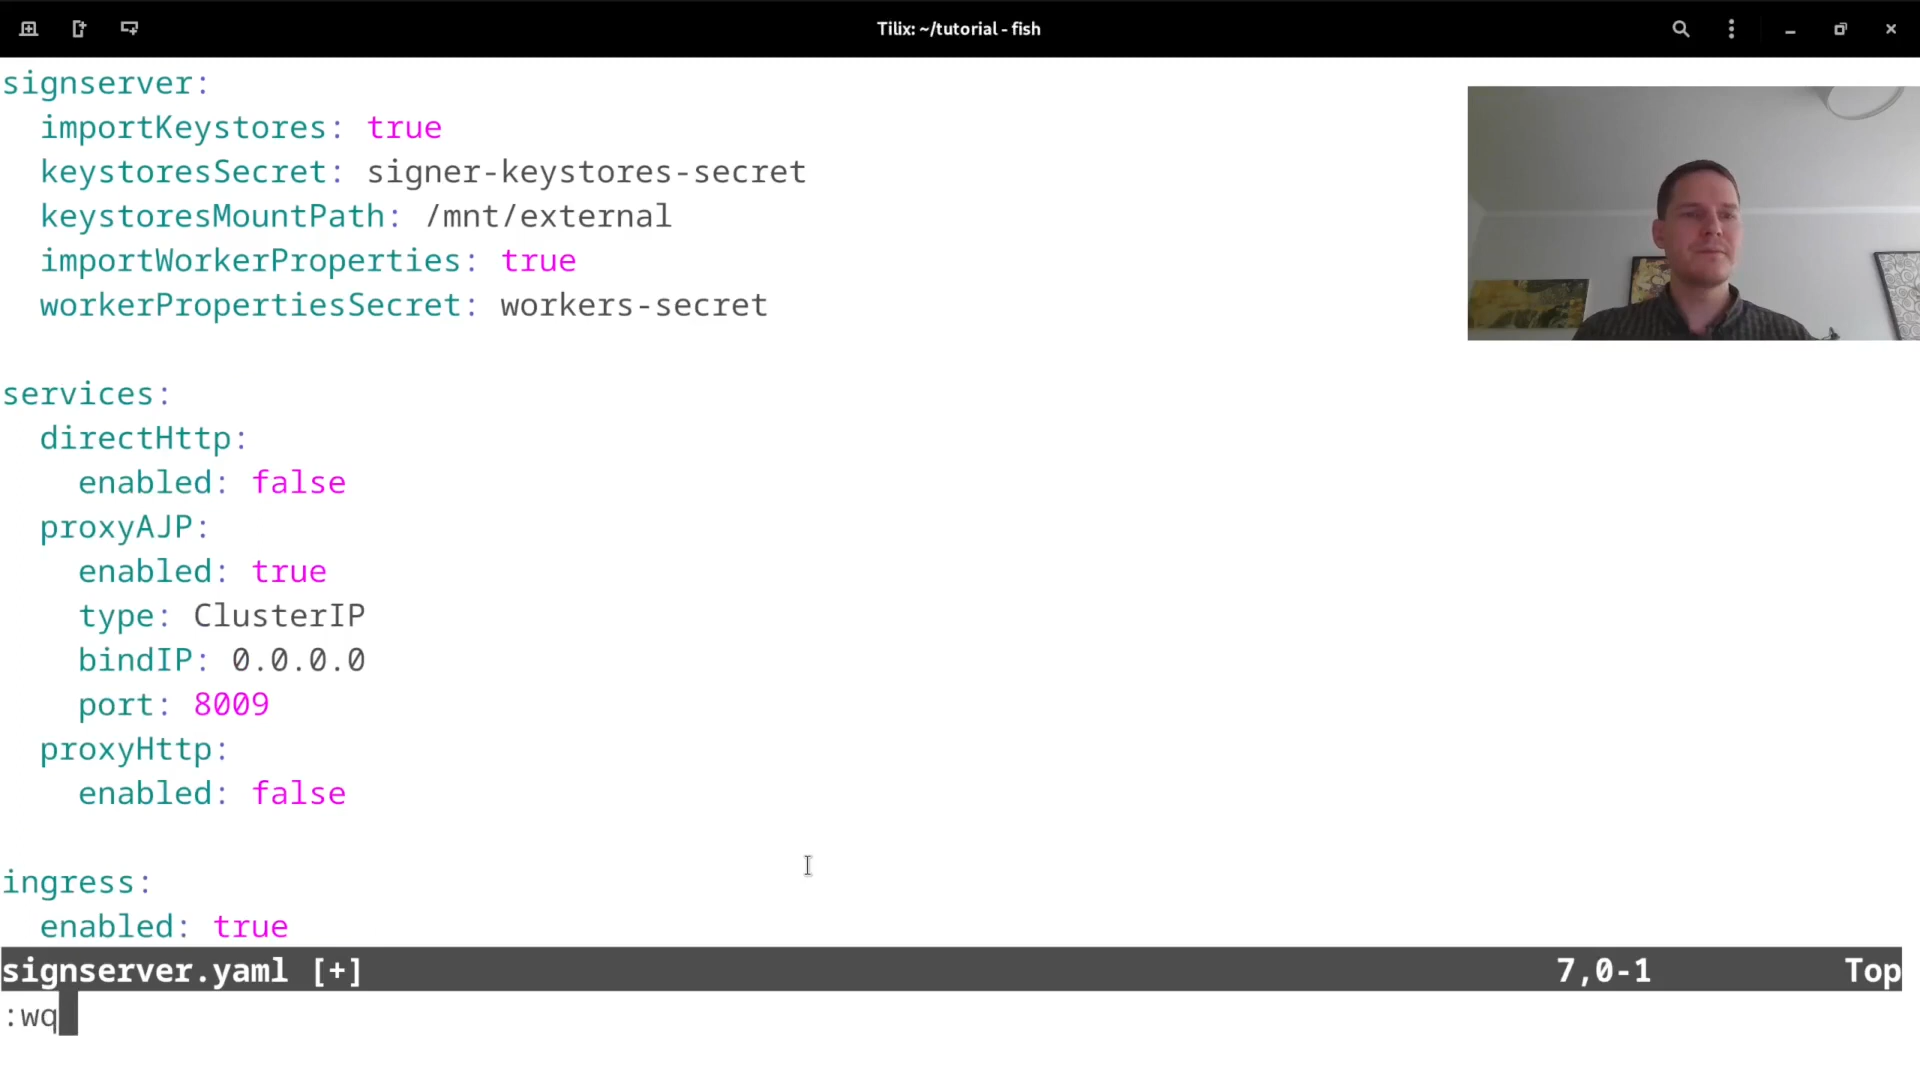 Tilix: ~/tutorial - fish
signserver:
  importKeystores: true
  keystoresSecret: signer-keystores-secret
  keystoresMountPath: /mnt/external
  importWorkerProperties: true
  workerPropertiesSecret: workers-secret

services:
  directHttp:
    enabled: false
  proxyAJP:
    enabled: true
    type: ClusterIP
    bindIP: 0.0.0.0
    port: 8009
  proxyHttp:
    enabled: false

ingress:
  enabled: true
signserver.yaml [+] 7,0-1 Top
:wq